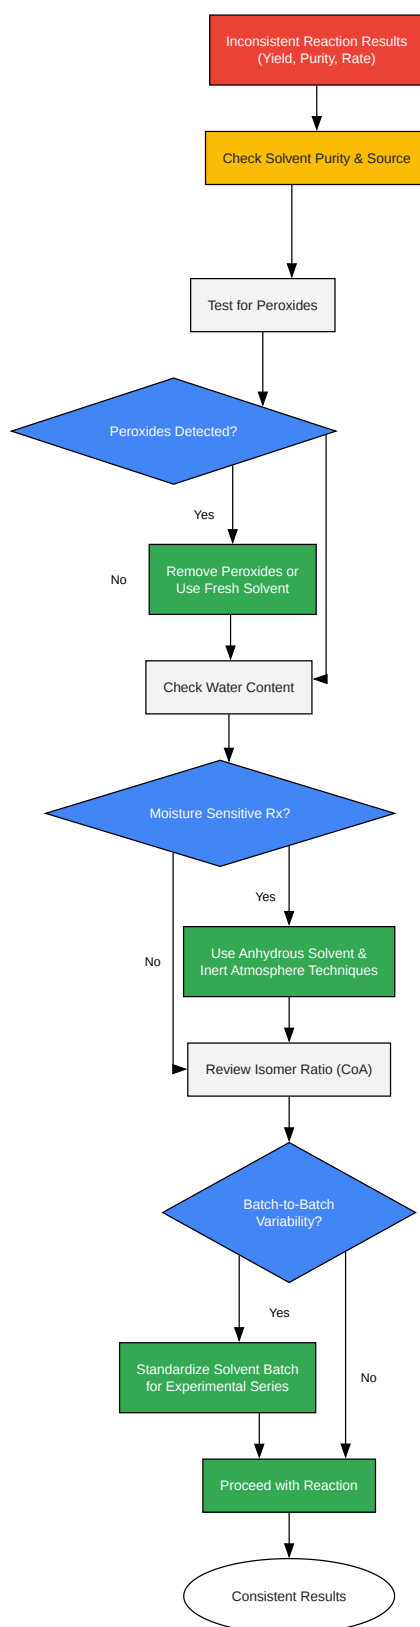 Inconsistent Reaction Results
(Yield, Purity, Rate)
Check Solvent Purity & Source
Test for Peroxides
Peroxides Detected?
Yes
Remove Peroxides or
Use Fresh Solvent
No
Check Water Content
Moisture Sensitive Rx?
Yes
Use Anhydrous Solvent &
Inert Atmosphere Techniques
No
Review Isomer Ratio (CoA)
Batch-to-Batch
Variability?
Yes
Standardize Solvent Batch
for Experimental Series
No
Proceed with Reaction
Consistent Results